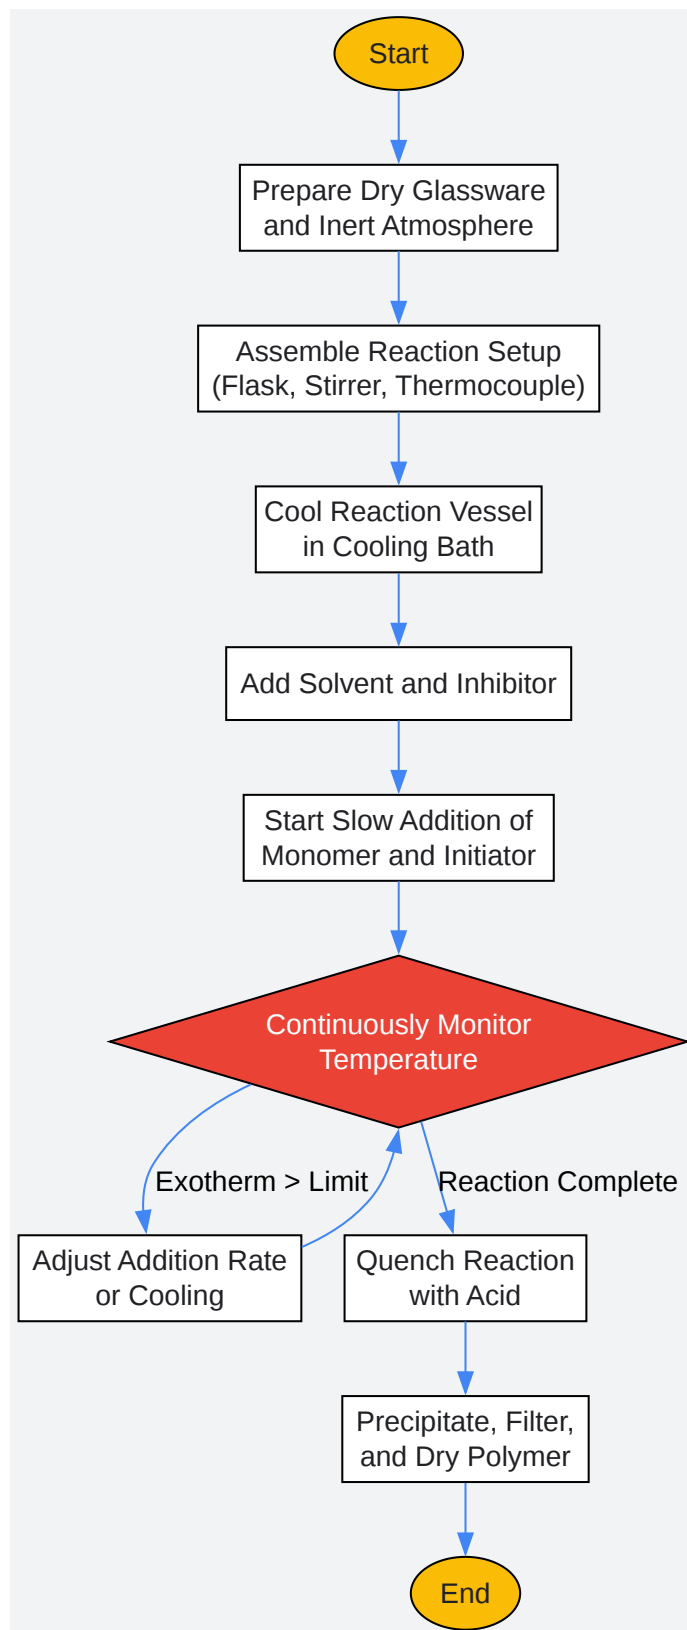 Start
Prepare Dry Glassware
and Inert Atmosphere
Assemble Reaction Setup
(Flask, Stirrer, Thermocouple)
Cool Reaction Vessel
in Cooling Bath
Add Solvent and Inhibitor
Start Slow Addition of
Monomer and Initiator
Continuously Monitor
Temperature
Exotherm > Limit
Reaction Complete
Adjust Addition Rate
or Cooling
Quench Reaction
with Acid
Precipitate, Filter,
and Dry Polymer
End